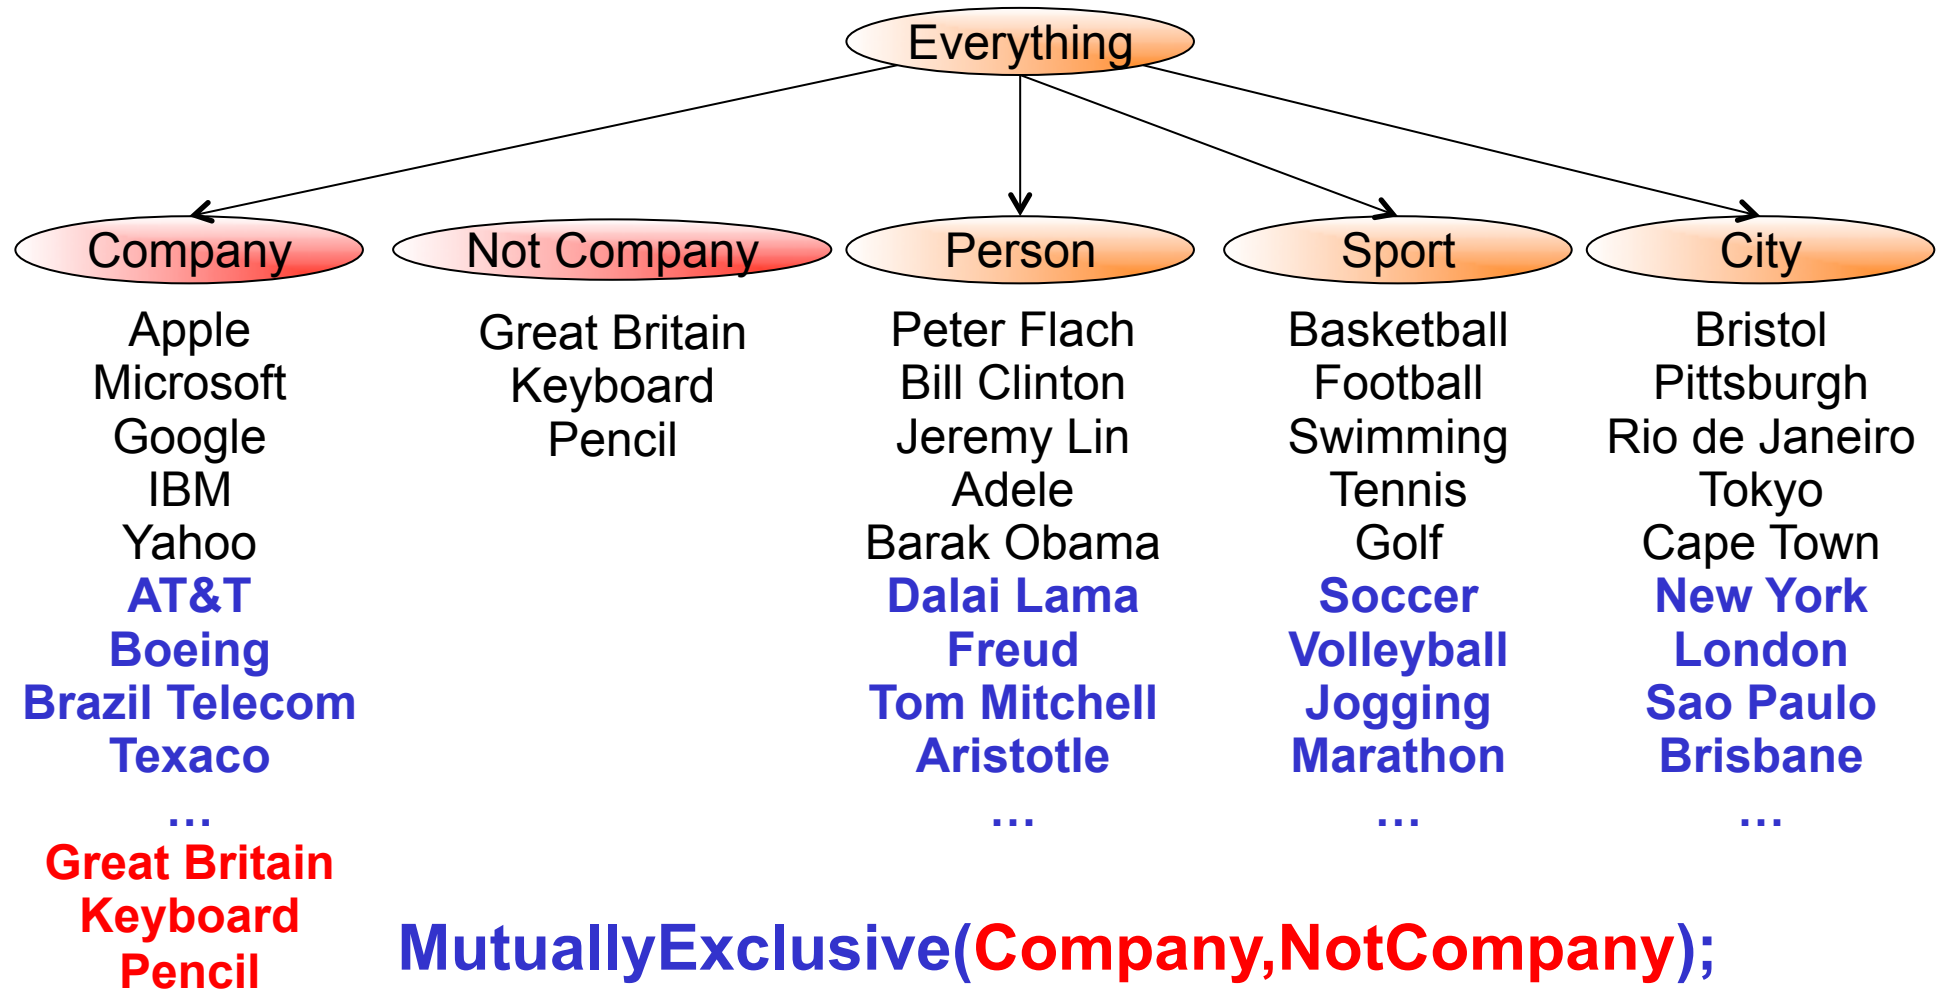 Everything
Company
Not Company
Person
Sport
City
Apple
Microsoft
Google
IBM
Yahoo
AT&T
Boeing
Brazil Telecom
Texaco
…
Great Britain
Keyboard
Pencil
Great Britain
Keyboard
Pencil
Peter Flach
Bill Clinton
Jeremy Lin
Adele
Barak Obama
Dalai Lama
Freud
Tom Mitchell
Aristotle
…
Basketball
Football
Swimming
Tennis
Golf
Soccer
Volleyball
Jogging
Marathon
…
Bristol
Pittsburgh
Rio de Janeiro
Tokyo
Cape Town
New York
London
Sao Paulo
Brisbane
…
MutuallyExclusive(Company,NotCompany);